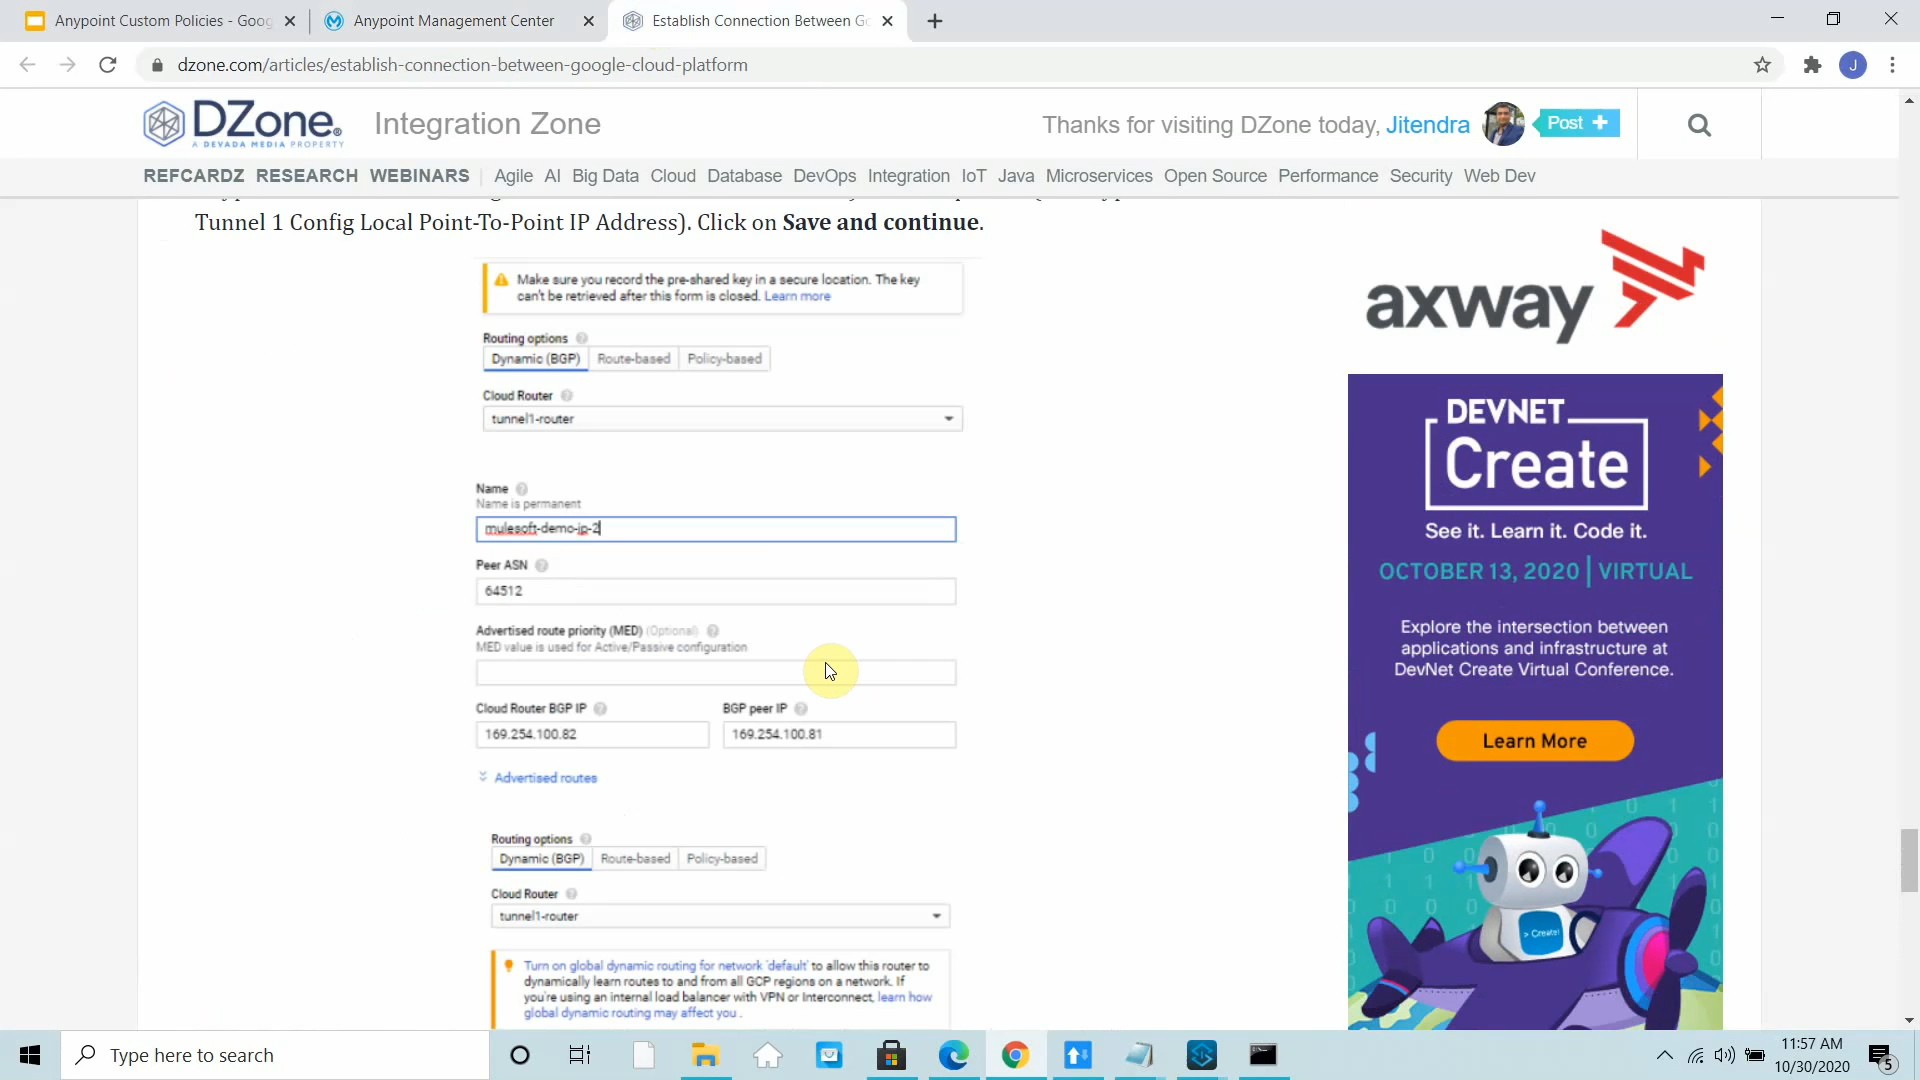 Anypoint Custom Policies - Goog
Anypoint Management Center
Establish Connection Between Go
dzone.com/articles/establish-connection-between-google-cloud-platform
J
DZone.
A DEVADA MEDIA PROPERTY
Integration Zone
Thanks for visiting DZone today, Jitendra
Post +
REFCARDZ RESEARCH WEBINARS Agile AI Big Data Cloud Database DevOps Integration IoT Java Microservices Open Source Performance Security Web Dev
Tunnel 1 Config Local Point-To-Point IP Address). Click on Save and continue.
Make sure you record the pre-shared key in a secure location. The key
can't be retrieved after this form is closed. Learn more
Routing options
Dynamic (BGP) Route-based Policy-based
Cloud Router
tunnel1-router
Name
Name is permanent
mulesoft-demo-jp-2
Peer ASN
64512
Advertised route priority (MED) (Optional)
MED value is used for Active/Passive configuration
Cloud Router BGP IP
BGP peer IP
169.254.100.82
169.254.100.81
Advertised routes
Routing options
Dynamic (BGP) Route-based Policy-based
Cloud Router
tunnel1-router
Turn on global dynamic routing for network 'default' to allow this router to
dynamically learn routes to and from all GCP regions on a network. If
you're using an internal load balancer with VPN or Interconnect, learn how
global dynamic routing may affect you .
axway
DEVNET
Create
See it. Learn it. Code it.
OCTOBER 13, 2020 | VIRTUAL
Explore the intersection between
applications and infrastructure at
DevNet Create Virtual Conference.
Learn More
> Create!
Type here to search
11:57 AM
10/30/2020
5